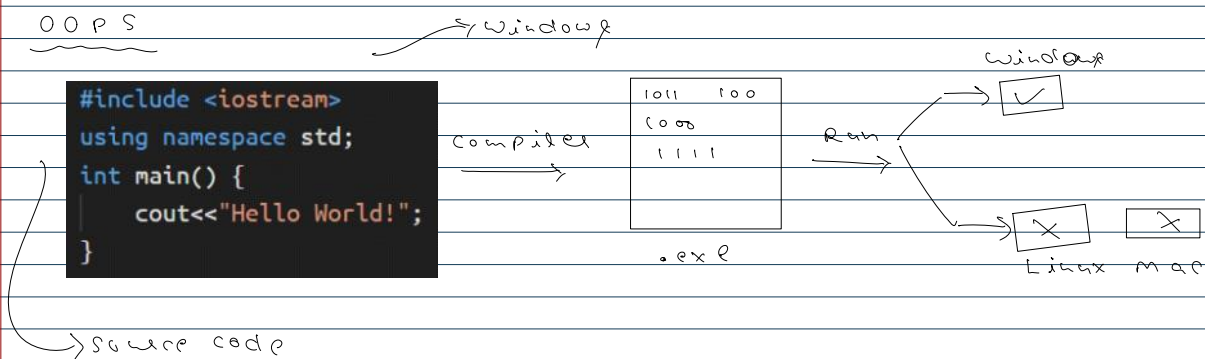 OOPS
Windows
#include <iostream>
using namespace std;
int main() {
    cout<<"Hello World!";
}
Compiler
1011 100
1000
1111
.exe
Run
Windows
Linux Mac
Source code